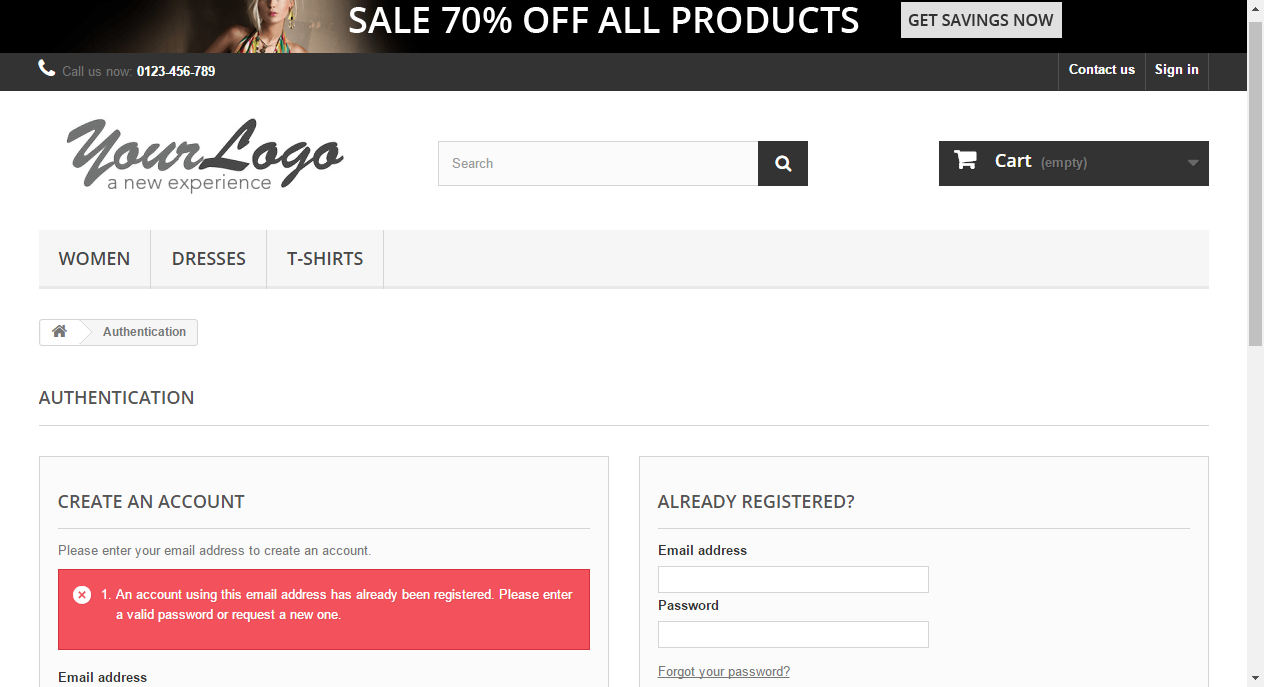 SALE 70% OFF ALL PRODUCTS
GET SAVINGS NOW
Call us now: 0123-456-789
Contact us
Sign in
YourLogo
a new experience
Search
Cart (empty)
WOMEN
DRESSES
T-SHIRTS
Authentication
AUTHENTICATION
CREATE AN ACCOUNT
Please enter your email address to create an account.
1. An account using this email address has already been registered. Please enter
a valid password or request a new one.
Email address
ALREADY REGISTERED?
Email address
Password
Forgot your password?